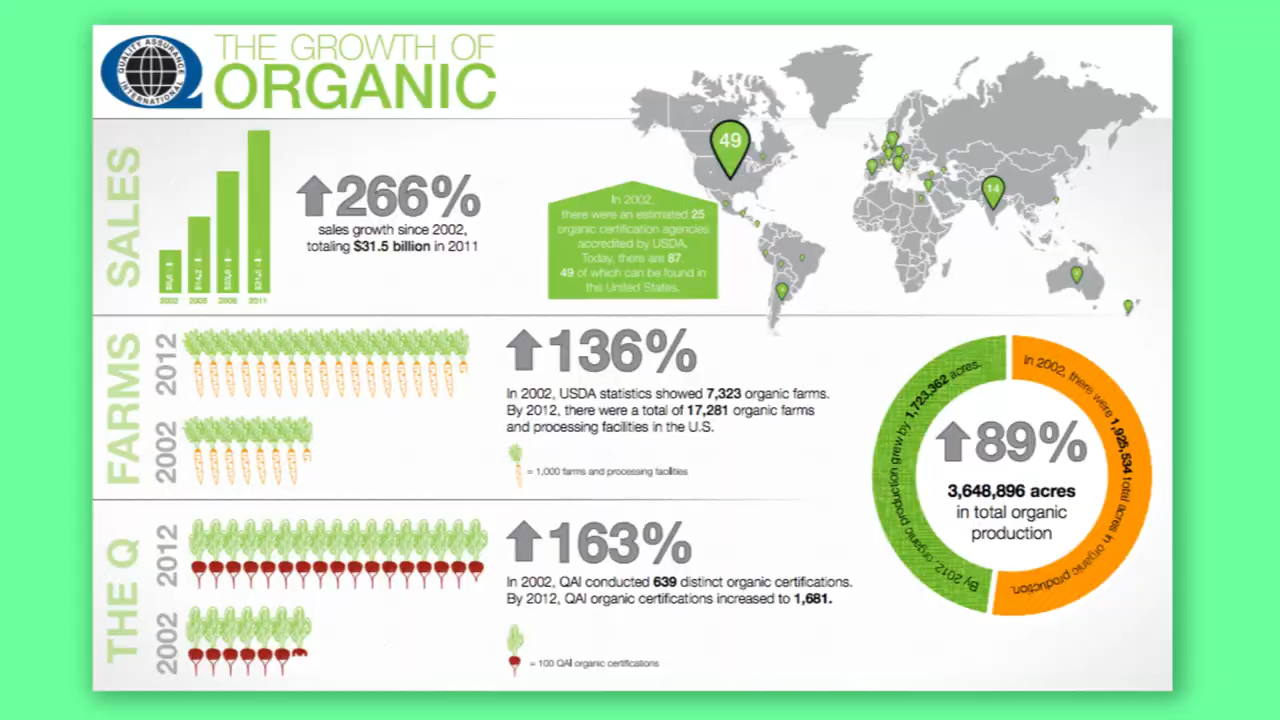 QUALITY ASSURANCE
INTERNATIONAL
THE GROWTH OF
ORGANIC
SALES
2002
2011
266%
sales growth since 2002,
totaling $31.5 billion in 2011
In 2002,
there were an estimated 25
organic certification agencies
accredited by USDA.
Today, there are 87.
49 of which can be found in
the United States.
49
14
FARMS
2012
2002
136%
In 2002, USDA statistics showed 7,323 organic farms.
By 2012, there were a total of 17,281 organic farms
and processing facilities in the U.S.
= 1,000 farms and processing facilities
In 2002, there were 1,925,534 total acres in organic production.
By 2012, organic production grew by 1,723,362 acres.
89%
3,648,896 acres
in total organic
production
THE Q
2012
2002
163%
In 2002, QAI conducted 639 distinct organic certifications.
By 2012, QAI organic certifications increased to 1,681.
= 100 QAI organic certifications